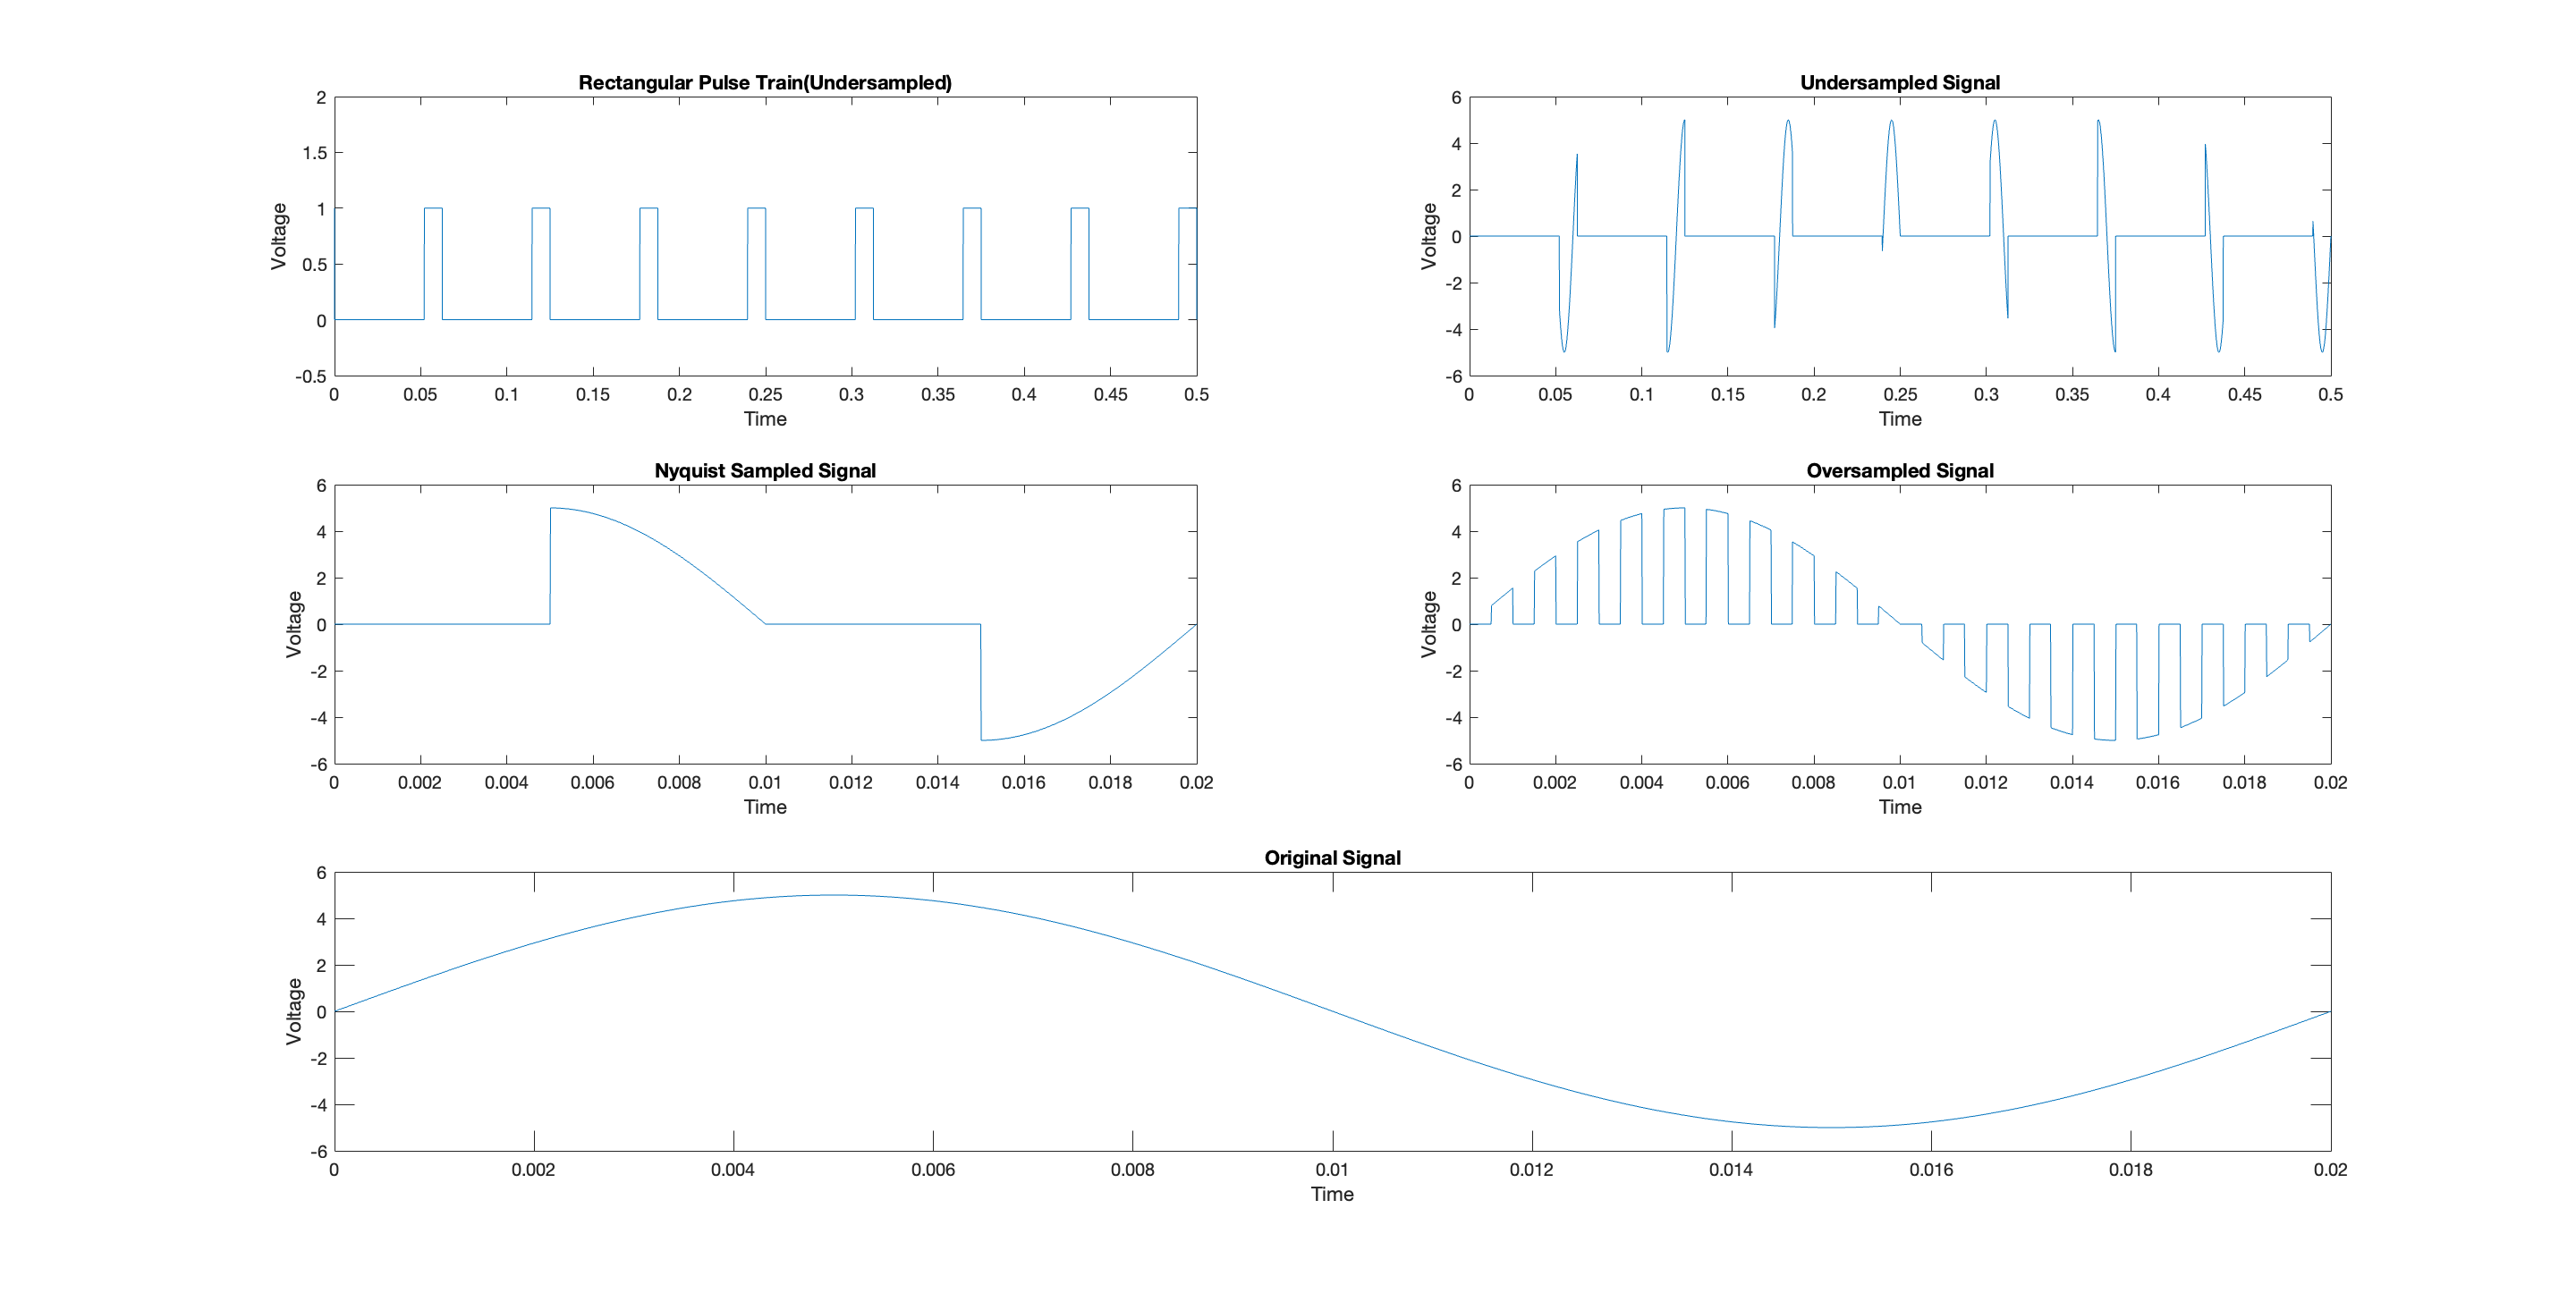 Rectangular Pulse Train(Undersampled)
2
1.5
1
0.5
0
-0.5
Voltage
0 0.05 0.1 0.15 0.2 0.25 0.3 0.35 0.4 0.45 0.5
Time
Undersampled Signal
6
4
2
0
-2
-4
-6
Voltage
0 0.05 0.1 0.15 0.2 0.25 0.3 0.35 0.4 0.45 0.5
Time
Nyquist Sampled Signal
6
4
2
0
-2
-4
-6
Voltage
0 0.002 0.004 0.006 0.008 0.01 0.012 0.014 0.016 0.018 0.02
Time
Oversampled Signal
6
4
2
0
-2
-4
-6
Voltage
0 0.002 0.004 0.006 0.008 0.01 0.012 0.014 0.016 0.018 0.02
Time
Original Signal
6
4
2
0
-2
-4
-6
Voltage
0 0.002 0.004 0.006 0.008 0.01 0.012 0.014 0.016 0.018 0.02
Time